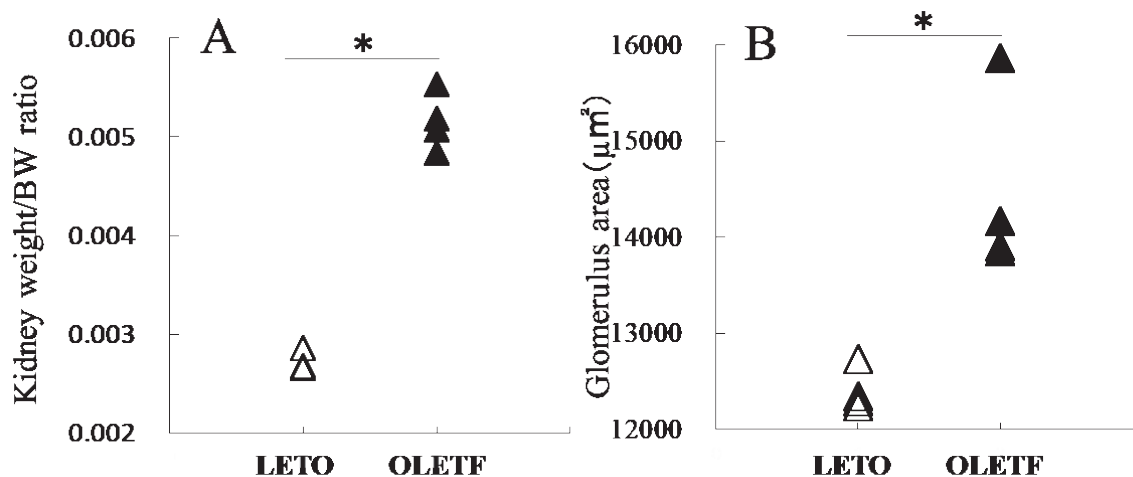 A
*
Kidney weight/BW ratio
0.006
0.005
0.004
0.003
0.002
LETO OLETF
B
*
Glomerulus area(μm²)
16000
15000
14000
13000
12000
LETO OLETF